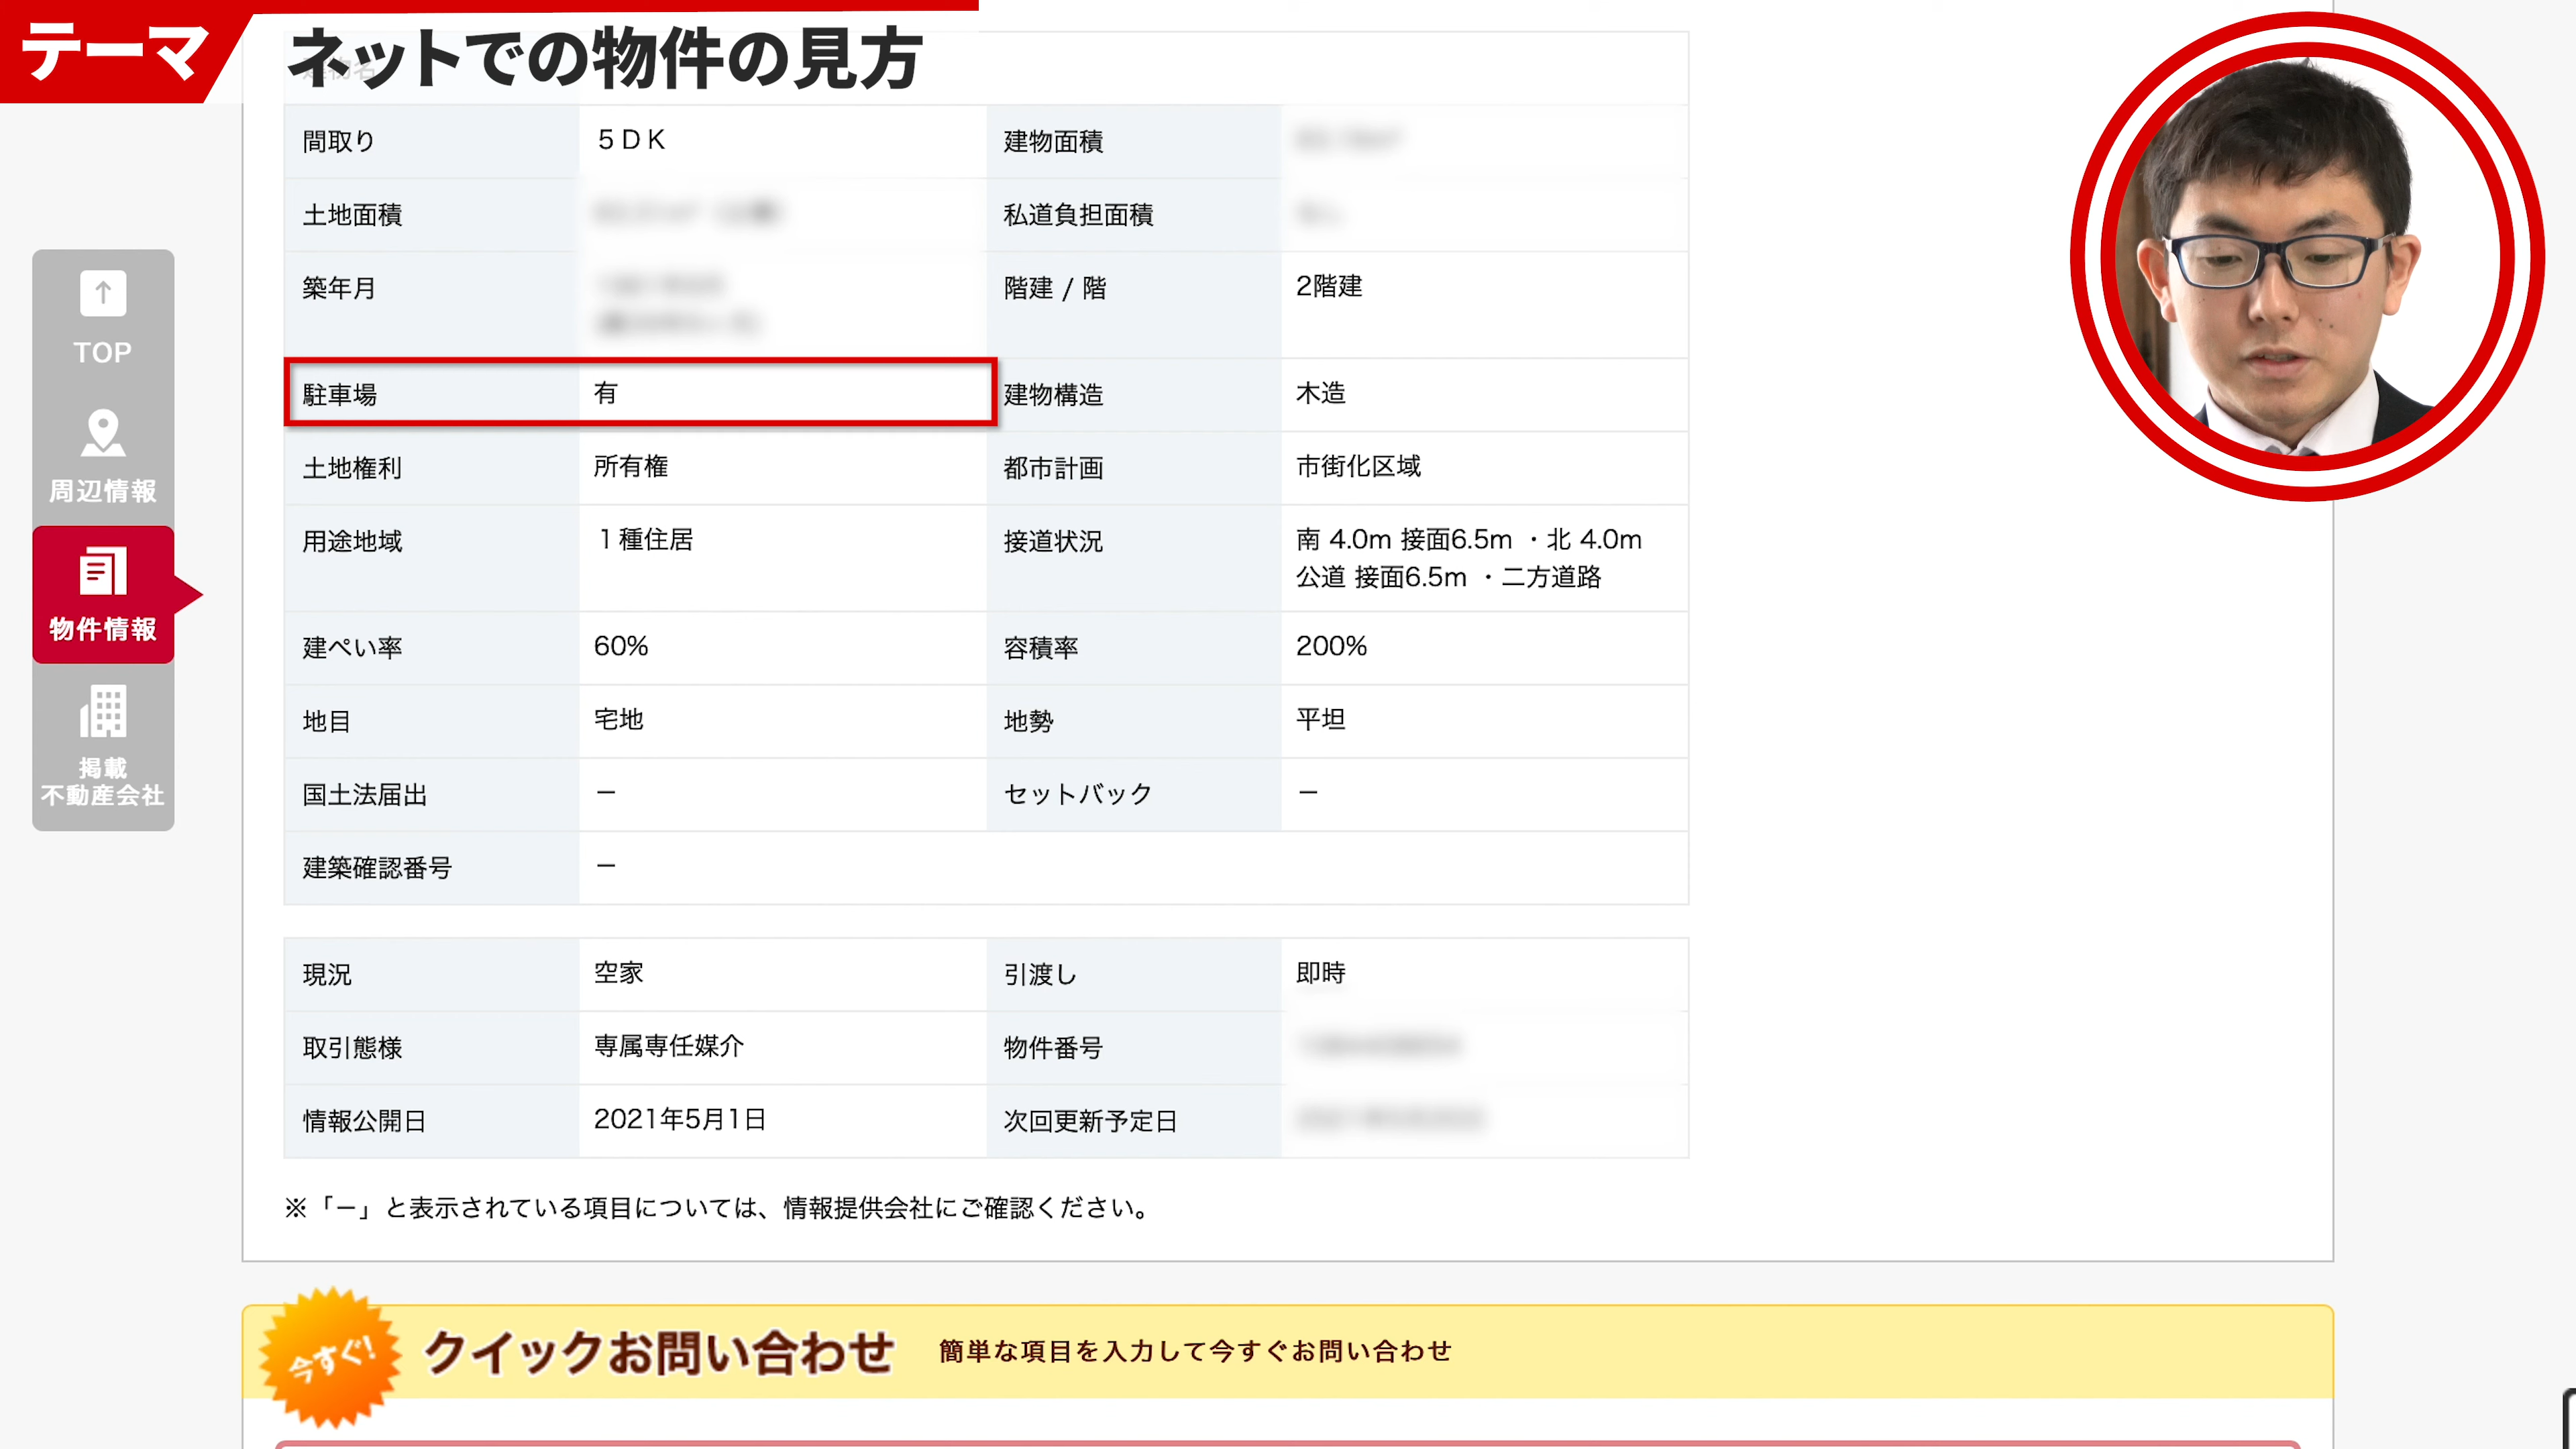 テーマ
ネットでの物件の見方
間取り
５ＤＫ
建物面積
土地面積
私道負担面積
築年月
階建 / 階
2階建
駐車場
有
建物構造
木造
土地権利
所有権
都市計画
市街化区域
用途地域
１種住居
接道状況
南 4.0m 接面6.5m ・北 4.0m
公道 接面6.5m ・二方道路
建ぺい率
60%
容積率
200%
地目
宅地
地勢
平坦
国土法届出
－
セットバック
－
建築確認番号
－
現況
空家
引渡し
即時
取引態様
専属専任媒介
物件番号
情報公開日
2021年5月1日
次回更新予定日
※「－」と表示されている項目については、情報提供会社にご確認ください。
TOP
周辺情報
物件情報
掲載
不動産会社
今すぐ!
クイックお問い合わせ
簡単な項目を入力して今すぐお問い合わせ